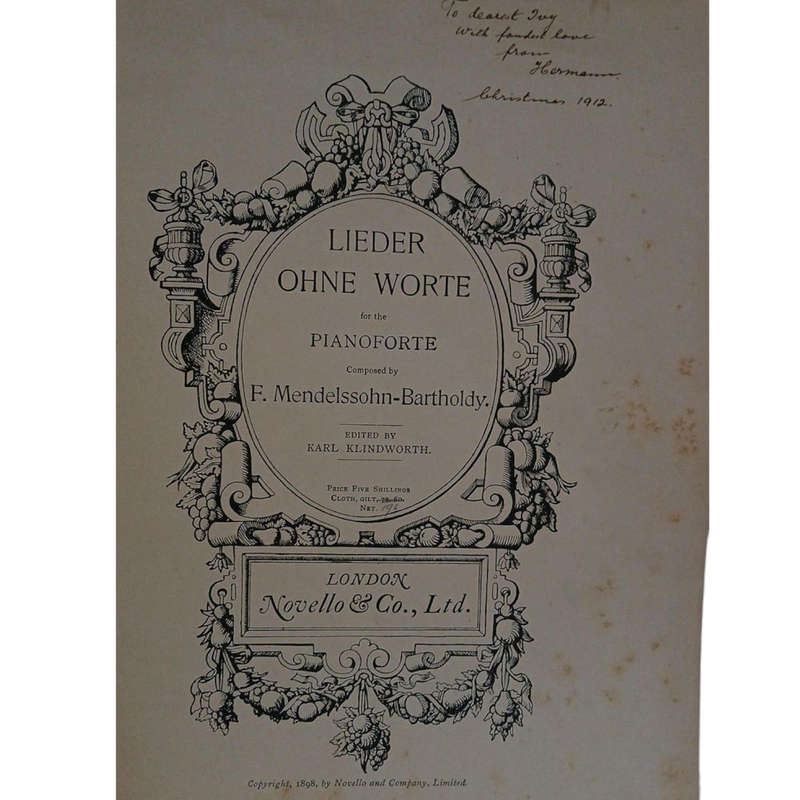 To dearest Ivy
With fondest love
from
Hermann.
Christmas 1912.
LIEDER
OHNE WORTE
for the
PIANOFORTE
Composed by
F. Mendelssohn-Bartholdy.
EDITED BY
KARL KLINDWORTH.
PRICE FIVE SHILLINGS
CLOTH, GILT,
NET.
LONDON
Novello & Co., Ltd.
Copyright, 1898, by Novello and Company, Limited.